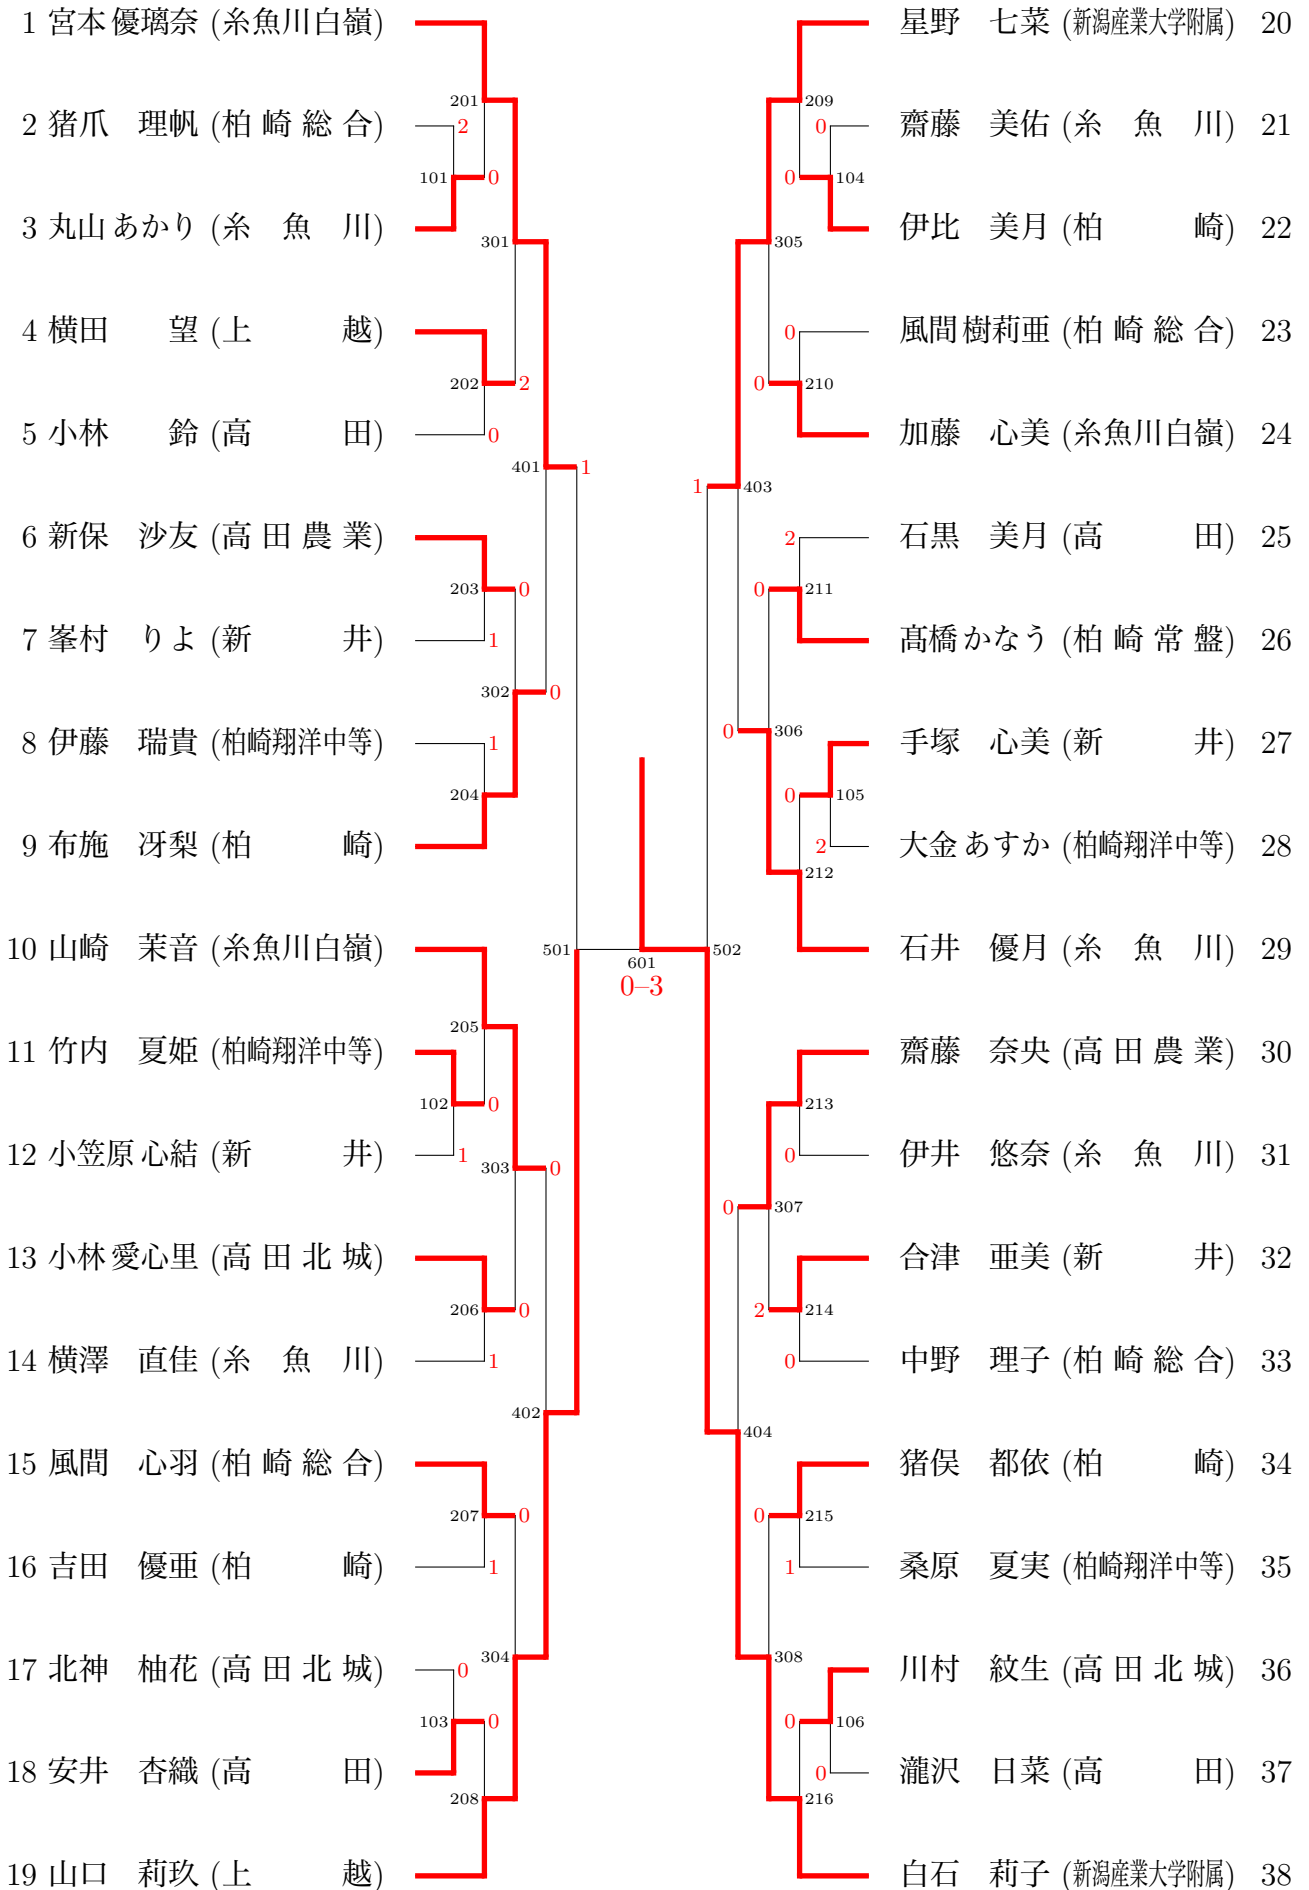 1 宮本優璃奈 (糸魚川白嶺)
2 猪爪 理帆 (柏崎総合)
3 丸山あかり (糸魚川)
4 横田 望 (上越)
5 小林 鈴 (高田)
6 新保 沙友 (高田農業)
7 峯村 りよ (新井)
8 伊藤 瑞貴 (柏崎翔洋中等)
9 布施 冴梨 (柏崎)
10 山崎 茉音 (糸魚川白嶺)
11 竹内 夏姫 (柏崎翔洋中等)
12 小笠原心結 (新井)
13 小林愛心里 (高田北城)
14 横澤 直佳 (糸魚川)
15 風間 心羽 (柏崎総合)
16 吉田 優亜 (柏崎)
17 北神 柚花 (高田北城)
18 安井 杏織 (高田)
19 山口 莉玖 (上越)
201
2
101
0
301
202
2
0
401
1
203
0
1
302
0
1
204
501
205
102
0
1
303
0
206
0
1
402
207
0
1
304
0
103
0
208
601
0–3
209
0
0
104
305
0
0
210
1
403
2
0
211
0
306
0
105
2
212
502
213
0
0
307
2
214
0
404
0
215
1
308
0
106
0
216
星野 七菜 (新潟産業大学附属) 20
齋藤 美佑 (糸魚川) 21
伊比 美月 (柏崎) 22
風間樹莉亜 (柏崎総合) 23
加藤 心美 (糸魚川白嶺) 24
石黒 美月 (高田) 25
髙橋かなう (柏崎常盤) 26
手塚 心美 (新井) 27
大金あすか (柏崎翔洋中等) 28
石井 優月 (糸魚川) 29
齋藤 奈央 (高田農業) 30
伊井 悠奈 (糸魚川) 31
合津 亜美 (新井) 32
中野 理子 (柏崎総合) 33
猪俣 都依 (柏崎) 34
桑原 夏実 (柏崎翔洋中等) 35
川村 紋生 (高田北城) 36
瀧沢 日菜 (高田) 37
白石 莉子 (新潟産業大学附属) 38